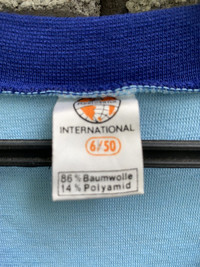 INTERNATIONAL
6/50
86% Baumwolle
14% Polyamid